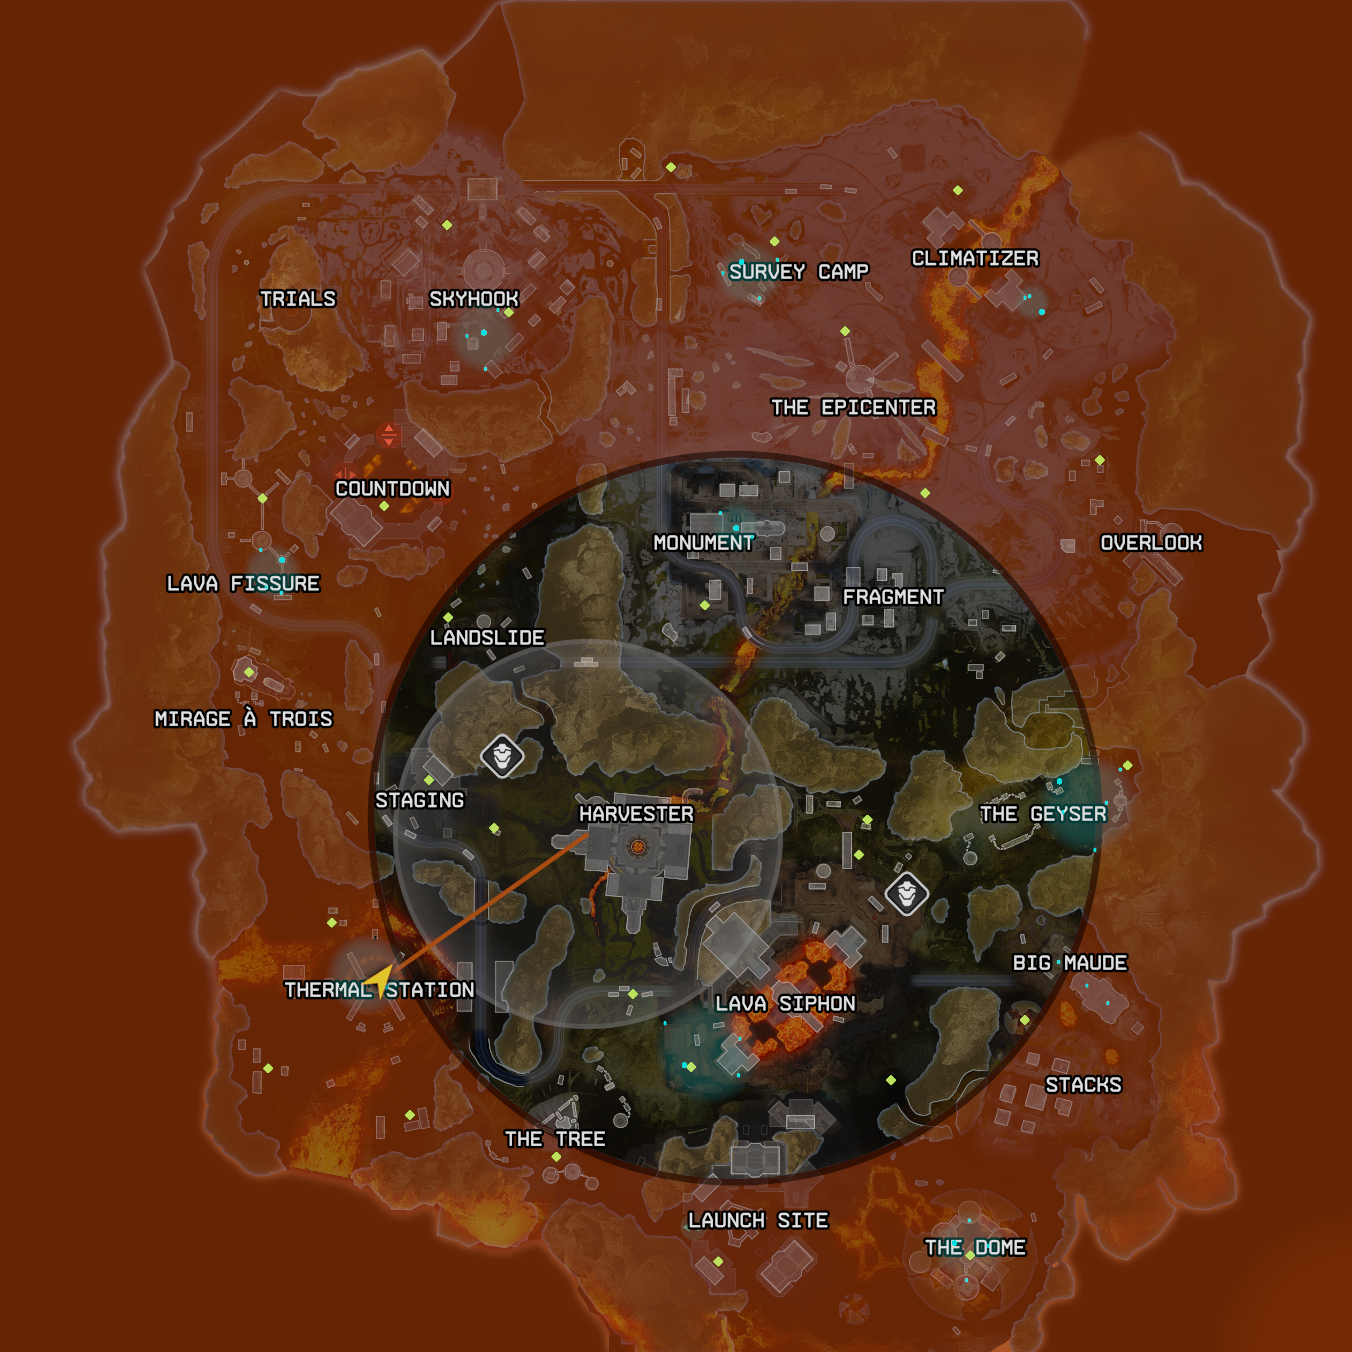 CLIMATIZER
SURVEY CAMP
TRIALS
SKYHOOK
THE EPICENTER
COUNTDOWN
MONUMENT
OVERLOOK
LAVA FISSURE
FRAGMENT
LANDSLIDE
MIRAGE À TROIS
STAGING
HARVESTER
THE GEYSER
BIG MAUDE
THERMAL STATION
LAVA SIPHON
STACKS
THE TREE
LAUNCH SITE
THE DOME